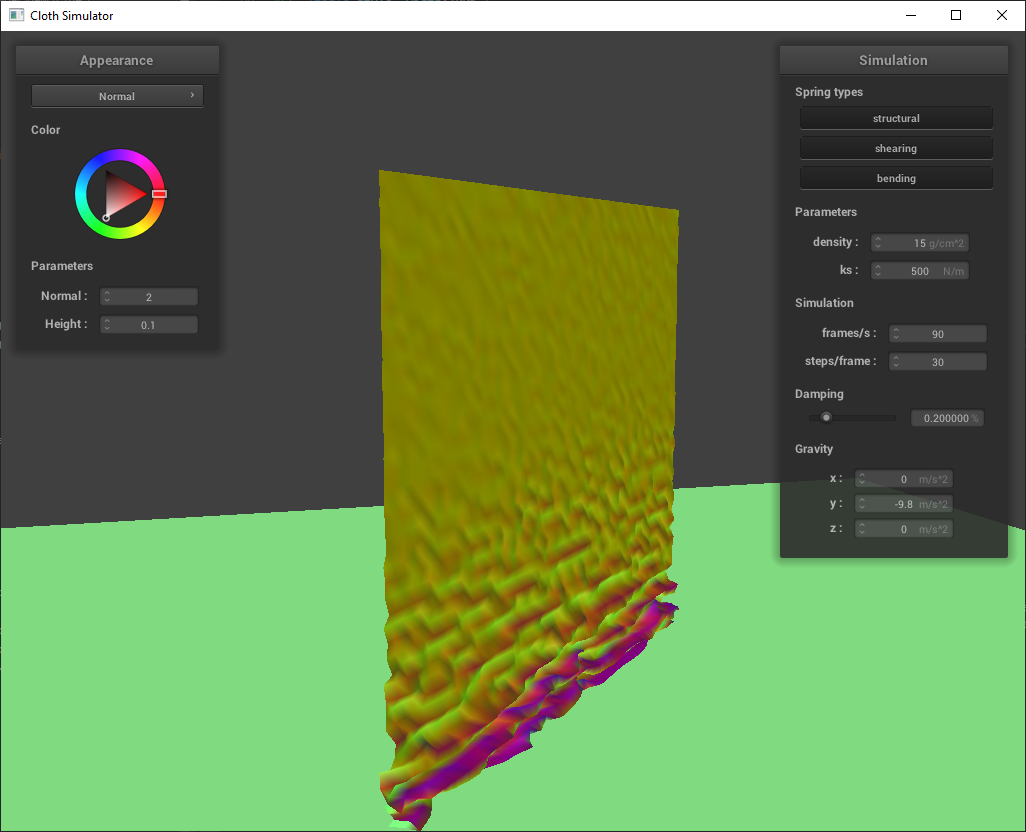 Cloth Simulator
Appearance
Normal
Color
Parameters
Normal : 2
Height : 0.1
Simulation
Spring types
structural
shearing
bending
Parameters
density : 15 g/cm^2
ks : 500 N/m
Simulation
frames/s : 90
steps/frame : 30
Damping
0.200000 %
Gravity
x : 0 m/s^2
y : -9.8 m/s^2
z : 0 m/s^2